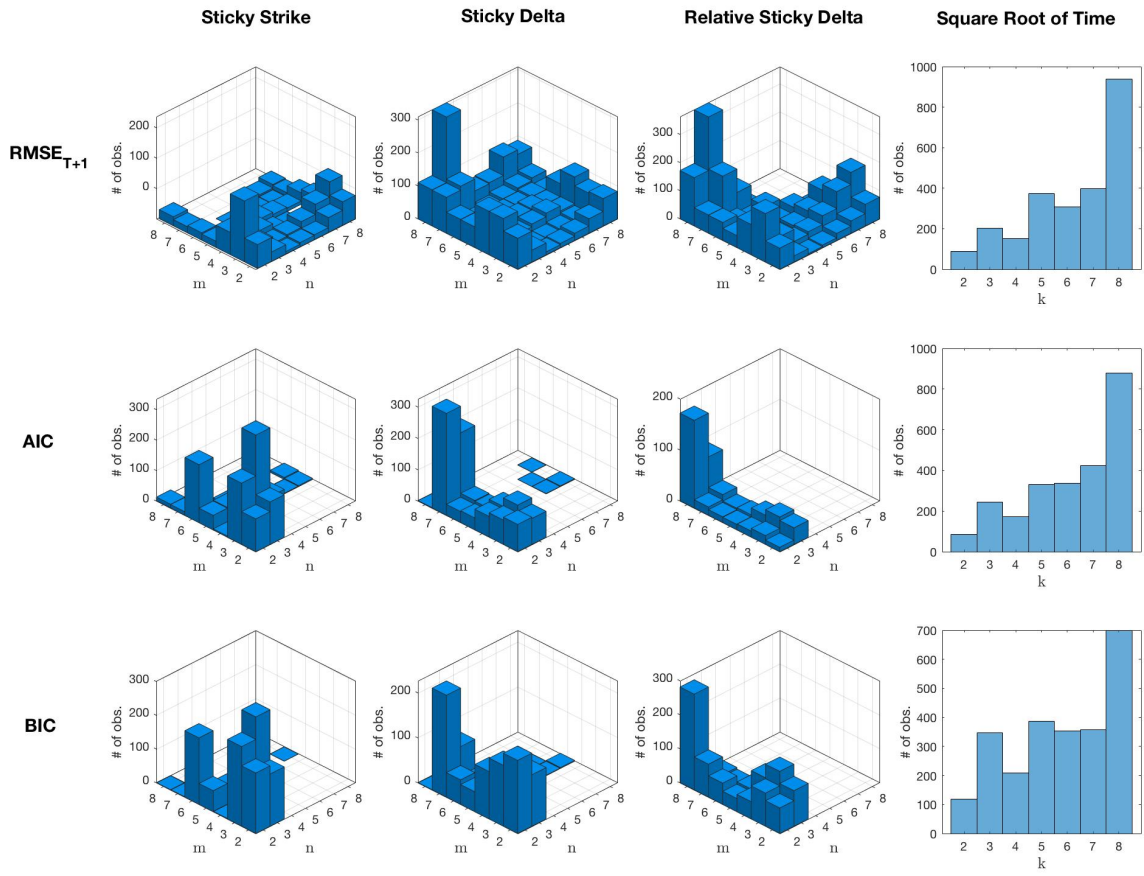 Sticky Strike Sticky Delta Relative Sticky Delta Square Root of Time
RMSE_{T+1}
# of obs.
200
100
0
8 7 6 5 4 3 2
m
2 3 4 5 6 7 8
n
# of obs.
300
200
100
0
8 7 6 5 4 3 2
m
2 3 4 5 6 7 8
n
# of obs.
300
200
100
0
8 7 6 5 4 3 2
m
2 3 4 5 6 7 8
n
# of obs.
1000
800
600
400
200
0
2 3 4 5 6 7 8
k
AIC
# of obs.
300
200
100
0
8 7 6 5 4 3 2
m
2 3 4 5 6 7 8
n
# of obs.
300
200
100
0
8 7 6 5 4 3 2
m
2 3 4 5 6 7 8
n
# of obs.
200
100
0
8 7 6 5 4 3 2
m
2 3 4 5 6 7 8
n
# of obs.
1000
800
600
400
200
0
2 3 4 5 6 7 8
k
BIC
# of obs.
300
200
100
0
8 7 6 5 4 3 2
m
2 3 4 5 6 7 8
n
# of obs.
200
100
0
8 7 6 5 4 3 2
m
2 3 4 5 6 7 8
n
# of obs.
300
200
100
0
8 7 6 5 4 3 2
m
2 3 4 5 6 7 8
n
# of obs.
700
600
500
400
300
200
100
0
2 3 4 5 6 7 8
k